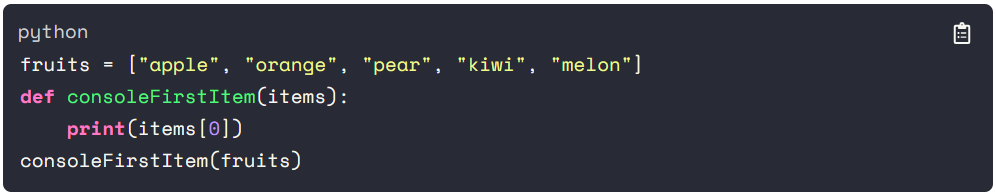 python
fruits = ["apple", "orange", "pear", "kiwi", "melon"]
def consoleFirstItem(items):
    print(items[0])
consoleFirstItem(fruits)